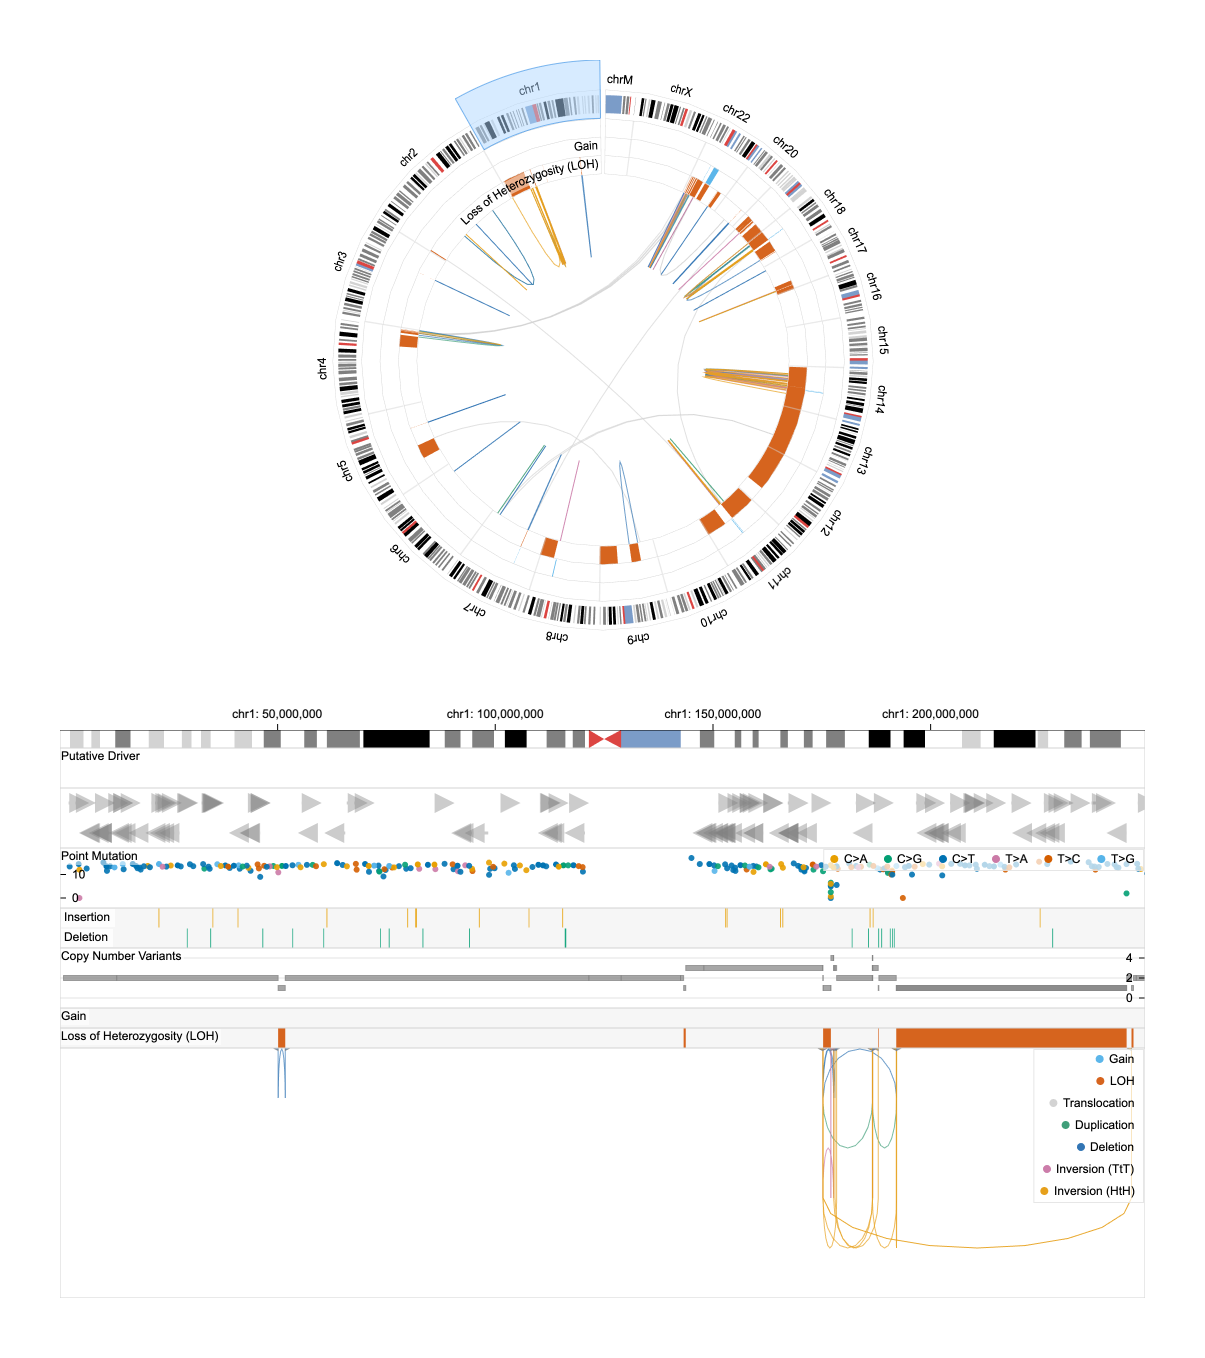 chrM
chrX
chr22
chr20
chr18
chr17
chr16
chr15
chr14
chr13
chr12
chr11
chr10
chr9
chr8
chr7
chr6
chr5
chr4
chr3
chr2
chr1
Gain
Loss of Heterozygosity (LOH)
chr1: 50,000,000 chr1: 100,000,000 chr1: 150,000,000 chr1: 200,000,000
Putative Driver
Point Mutation C>A C>G C>T T>A T>C T>G
10
0
Insertion
Deletion
Copy Number Variants 4
2
0
Gain
Loss of Heterozygosity (LOH)
Gain
LOH
Translocation
Duplication
Deletion
Inversion (TtT)
Inversion (HtH)